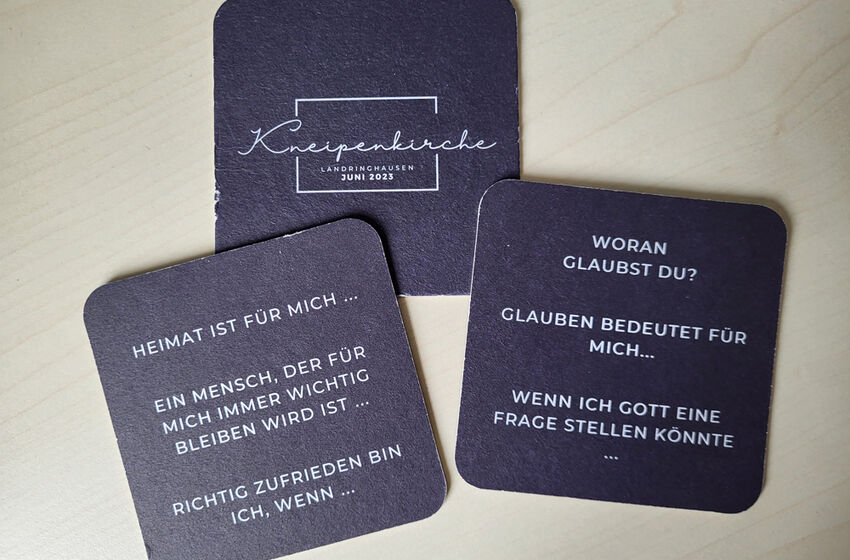 Kneipenkirche
LANDRINGHAUSEN
JUNI 2023
HEIMAT IST FÜR MICH ...
EIN MENSCH, DER FÜR
MICH IMMER WICHTIG
BLEIBEN WIRD IST ...
RICHTIG ZUFRIEDEN BIN
ICH, WENN ...
WORAN
GLAUBST DU?
GLAUBEN BEDEUTET FÜR
MICH...
WENN ICH GOTT EINE
FRAGE STELLEN KÖNNTE
...